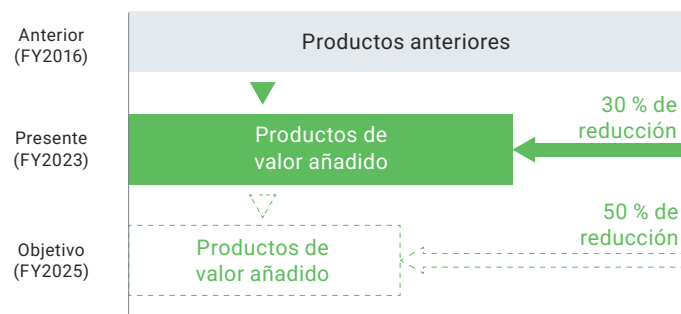 Anterior
(FY2016)
Productos anteriores
30 % de
reducción
Presente
(FY2023)
Productos de
valor añadido
50 % de
reducción
Objetivo
(FY2025)
Productos de
valor añadido